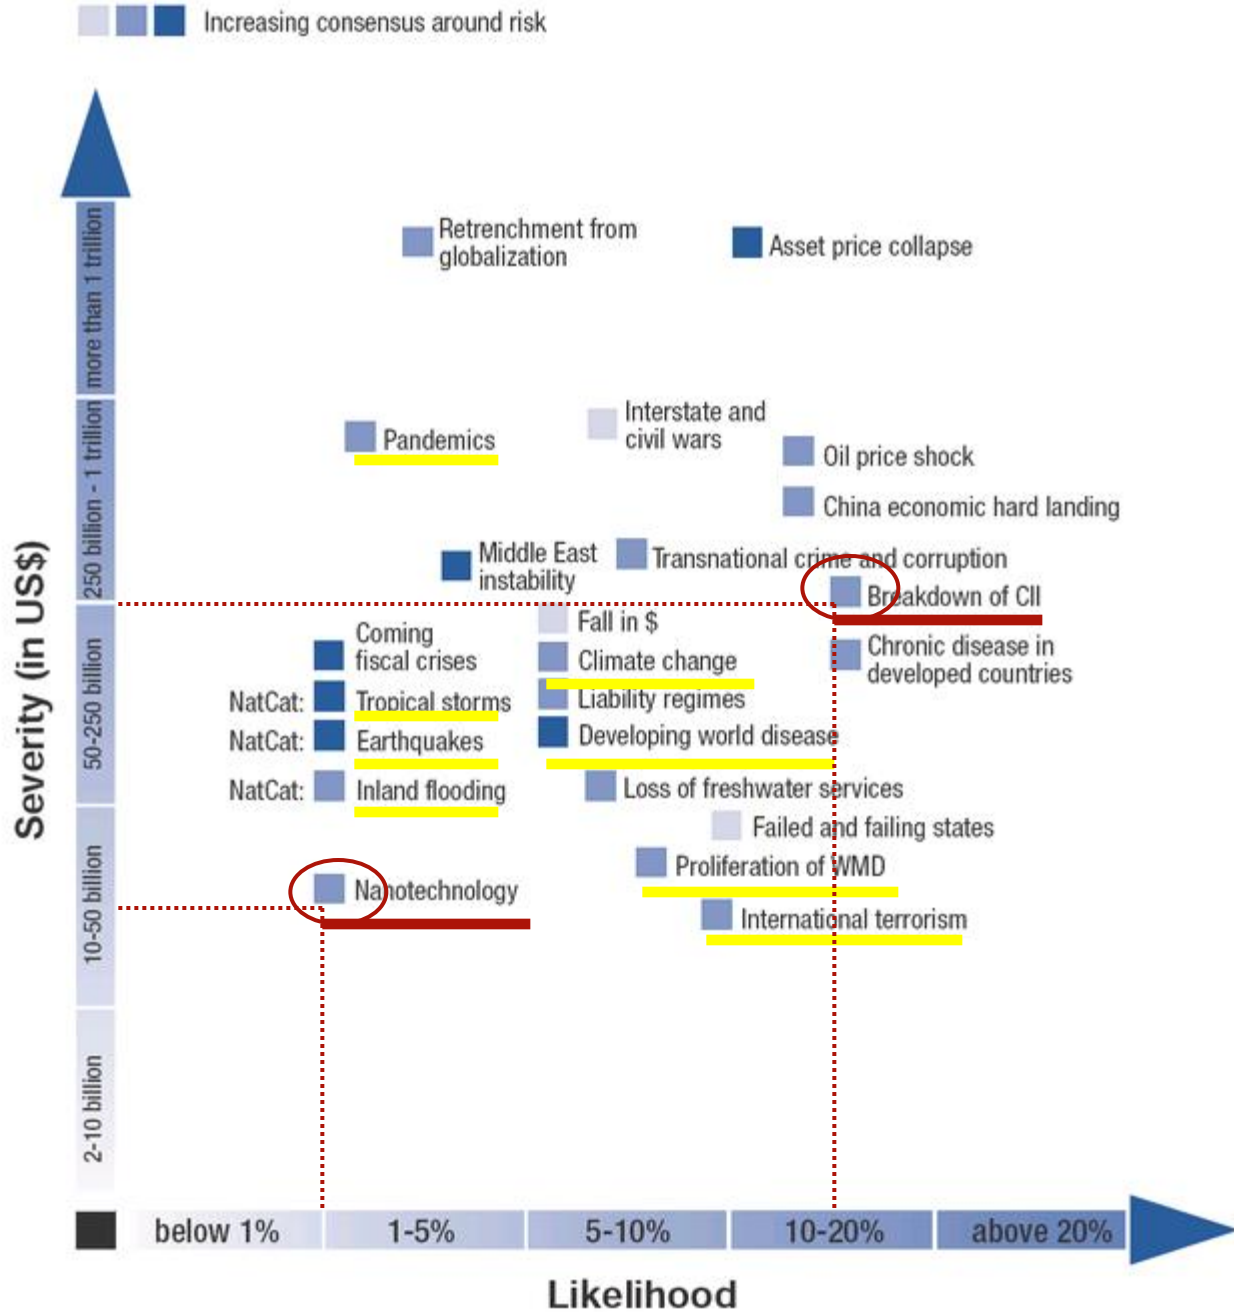 Increasing consensus around risk
Retrenchment from
globalization
Asset price collapse
Interstate and
civil wars
Pandemics
Oil price shock
China economic hard landing
Middle East
instability
Transnational crime and corruption
Breakdown of CII
Fall in $
Coming
fiscal crises
Climate change
Chronic disease in
developed countries
NatCat: Tropical storms
Liability regimes
NatCat: Earthquakes
Developing world disease
NatCat: Inland flooding
Loss of freshwater services
Failed and failing states
Proliferation of WMD
Nanotechnology
International terrorism
Severity (in US$)
more than 1 trillion
250 billion - 1 trillion
50-250 billion
10-50 billion
2-10 billion
below 1%
1-5%
5-10%
10-20%
above 20%
Likelihood